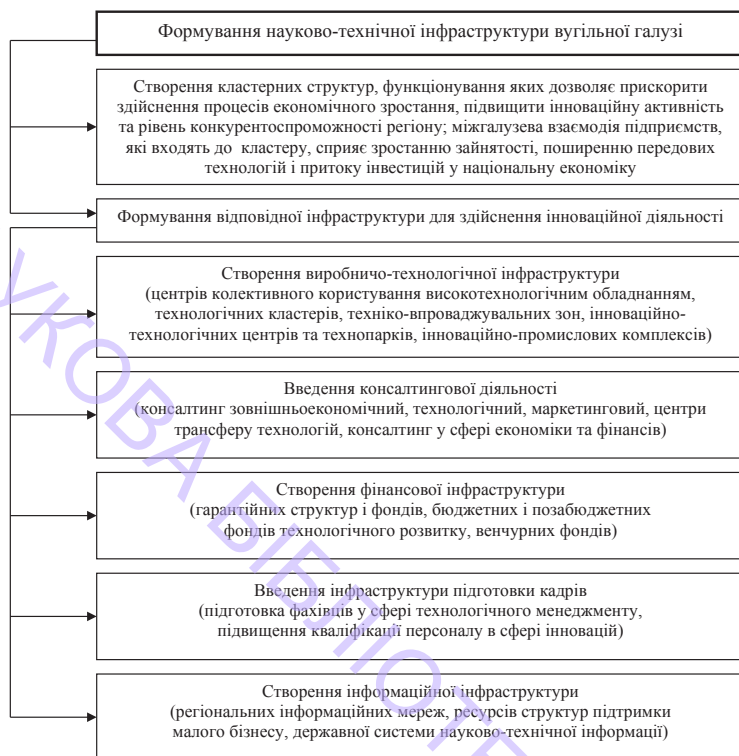 Формування науково-технічної інфраструктури вугільної галузі
Створення кластерних структур, функціонування яких дозволяє прискорити
здійснення процесів економічного зростання, підвищити інноваційну активність
та рівень конкурентоспроможності регіону; міжгалузева взаємодія підприємств,
які входять до кластеру, сприяє зростанню зайнятості, поширенню передових
технологій і притоку інвестицій у національну економіку
Формування відповідної інфраструктури для здійснення інноваційної діяльності
Створення виробничо-технологічної інфраструктури
(центрів колективного користування високотехнологічним обладнанням,
технологічних кластерів, техніко-впроваджувальних зон, інноваційно-
технологічних центрів та технопарків, інноваційно-промислових комплексів)
Введення консалтингової діяльності
(консалтинг зовнішньоекономічний, технологічний, маркетинговий, центри
трансферу технологій, консалтинг у сфері економіки та фінансів)
Створення фінансової інфраструктури
(гарантійних структур і фондів, бюджетних і позабюджетних
фондів технологічного розвитку, венчурних фондів)
Введення інфраструктури підготовки кадрів
(підготовка фахівців у сфері технологічного менеджменту,
підвищення кваліфікації персоналу в сфері інновацій)
Створення інформаційної інфраструктури
(регіональних інформаційних мереж, ресурсів структур підтримки
малого бізнесу, державної системи науково-технічної інформації)
УКОВА БІБЛІОТЕ